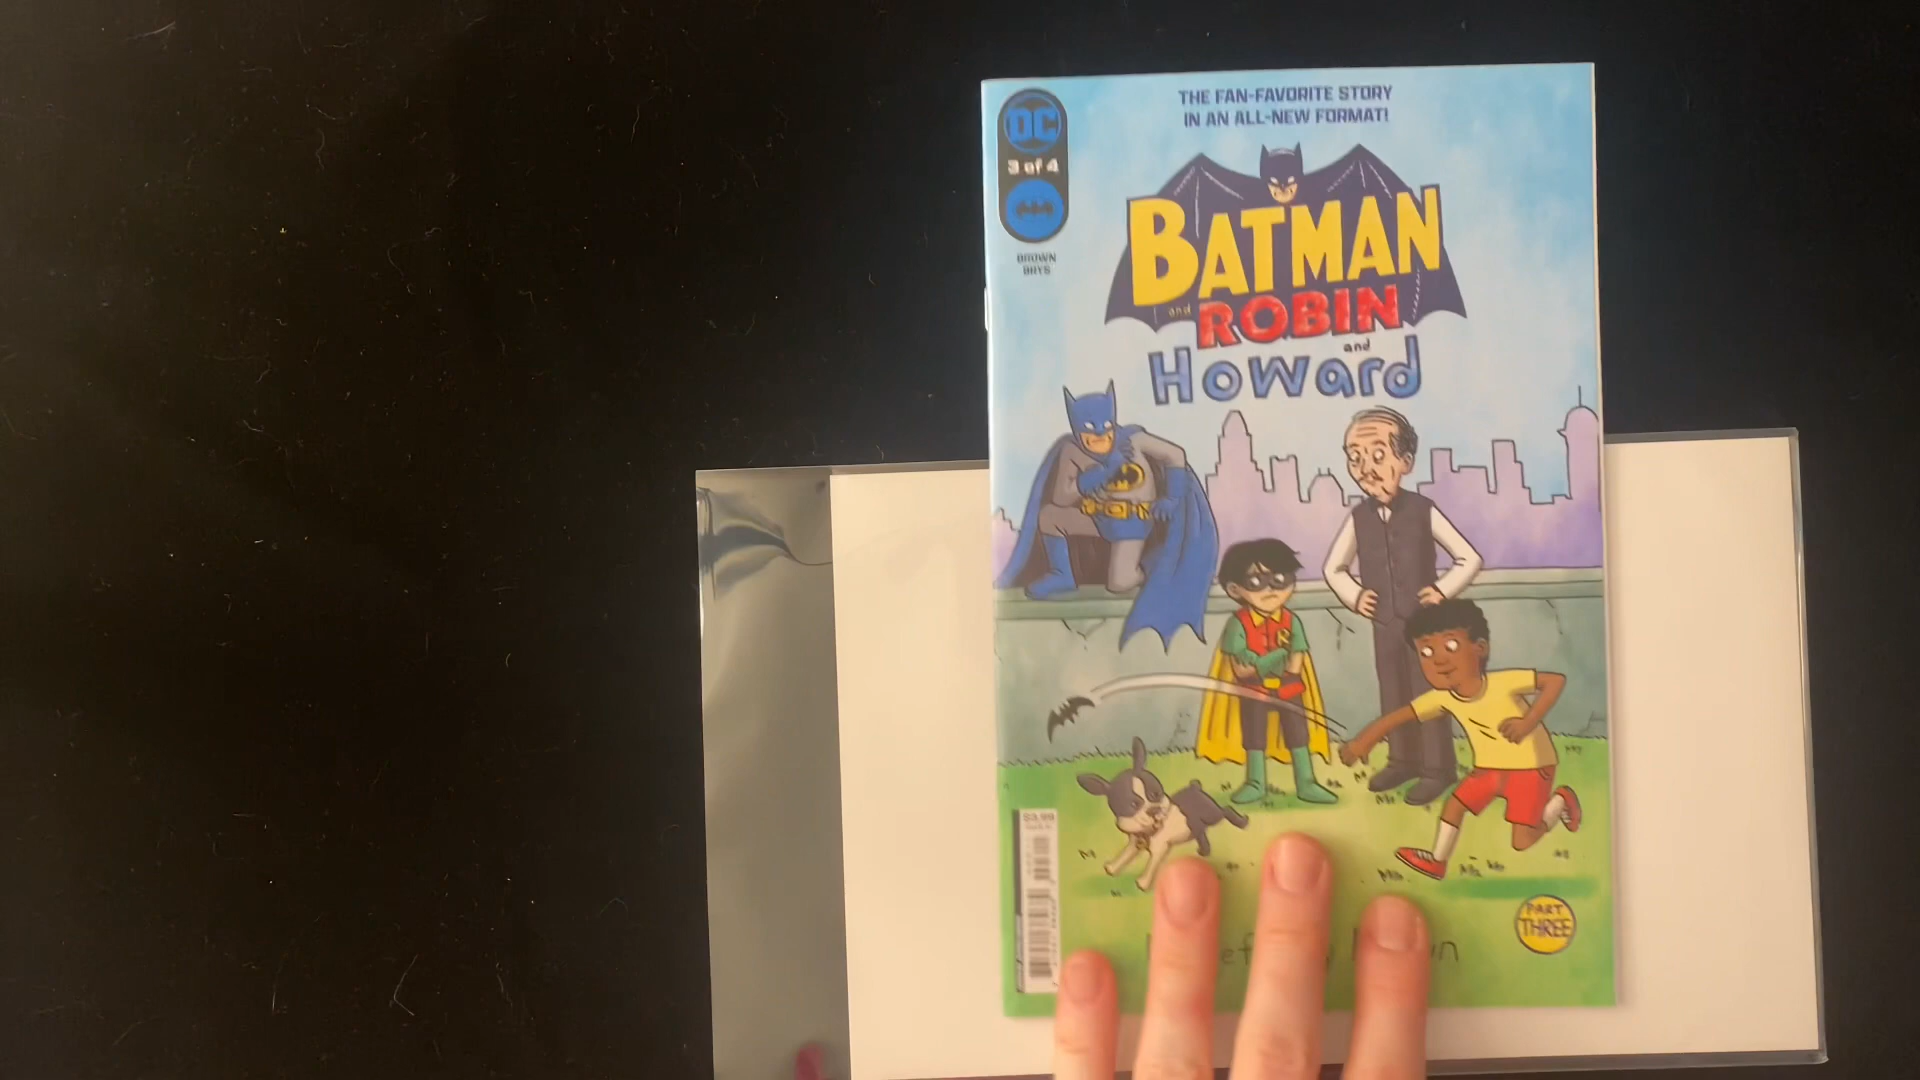 THE FAN-FAVORITE STORY
IN AN ALL-NEW FORMAT!
DC
3 of 4
BROWN
BRYS
BATMAN
and ROBIN
and
Howard
R
$3.99
PART
THREE